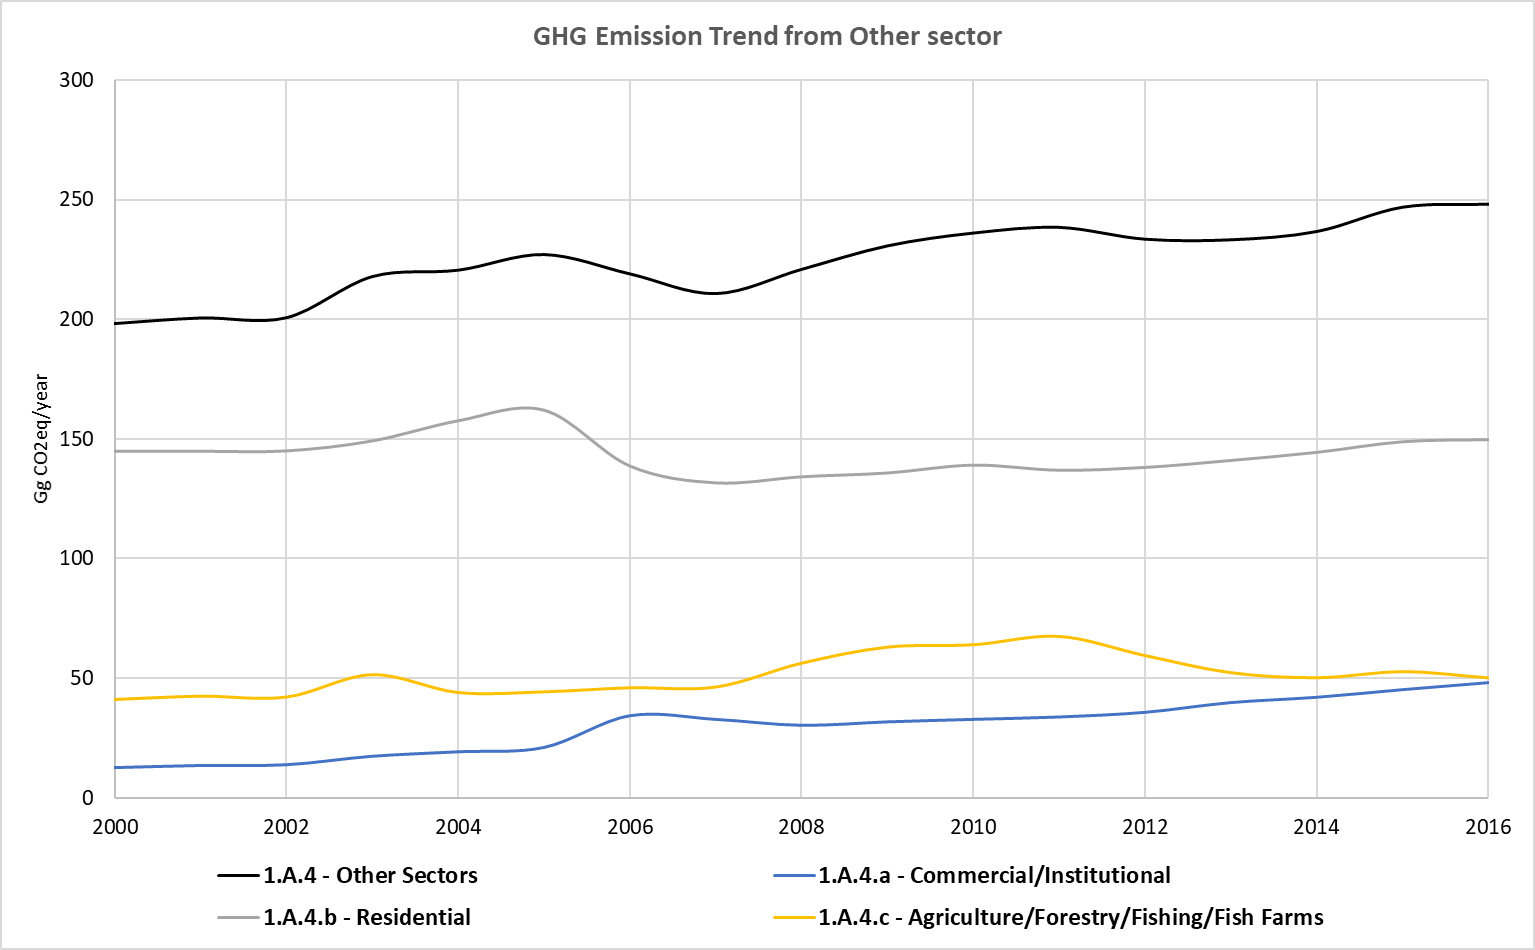 GHG Emission Trend from Other sector
300
250
200
150
100
50
0
Gg CO2eq/year
2000 2002 2004 2006 2008 2010 2012 2014 2016
1.A.4 - Other Sectors 1.A.4.a - Commercial/Institutional
1.A.4.b - Residential 1.A.4.c - Agriculture/Forestry/Fishing/Fish Farms